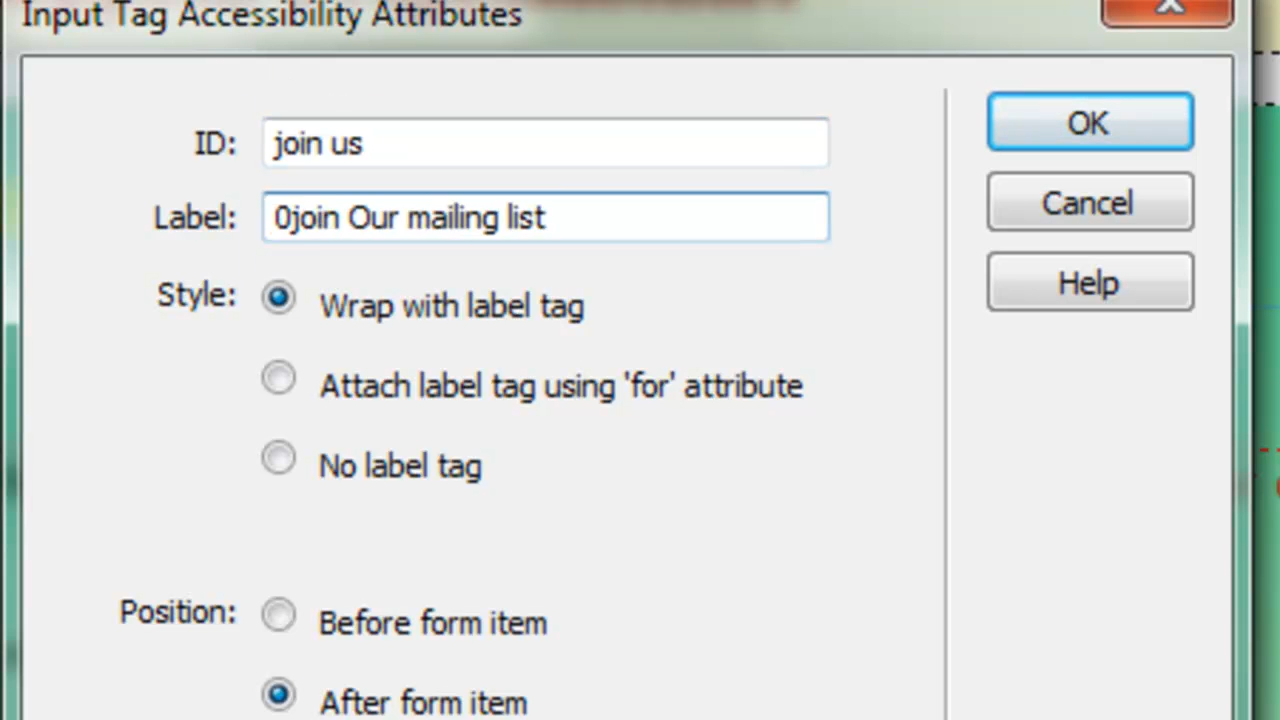 Input Tag Accessibility Attributes
ID: join us
OK
Label: 0join Our mailing list
Cancel
Style: Wrap with label tag
Help
Attach label tag using 'for' attribute
No label tag
Position: Before form item
After form item